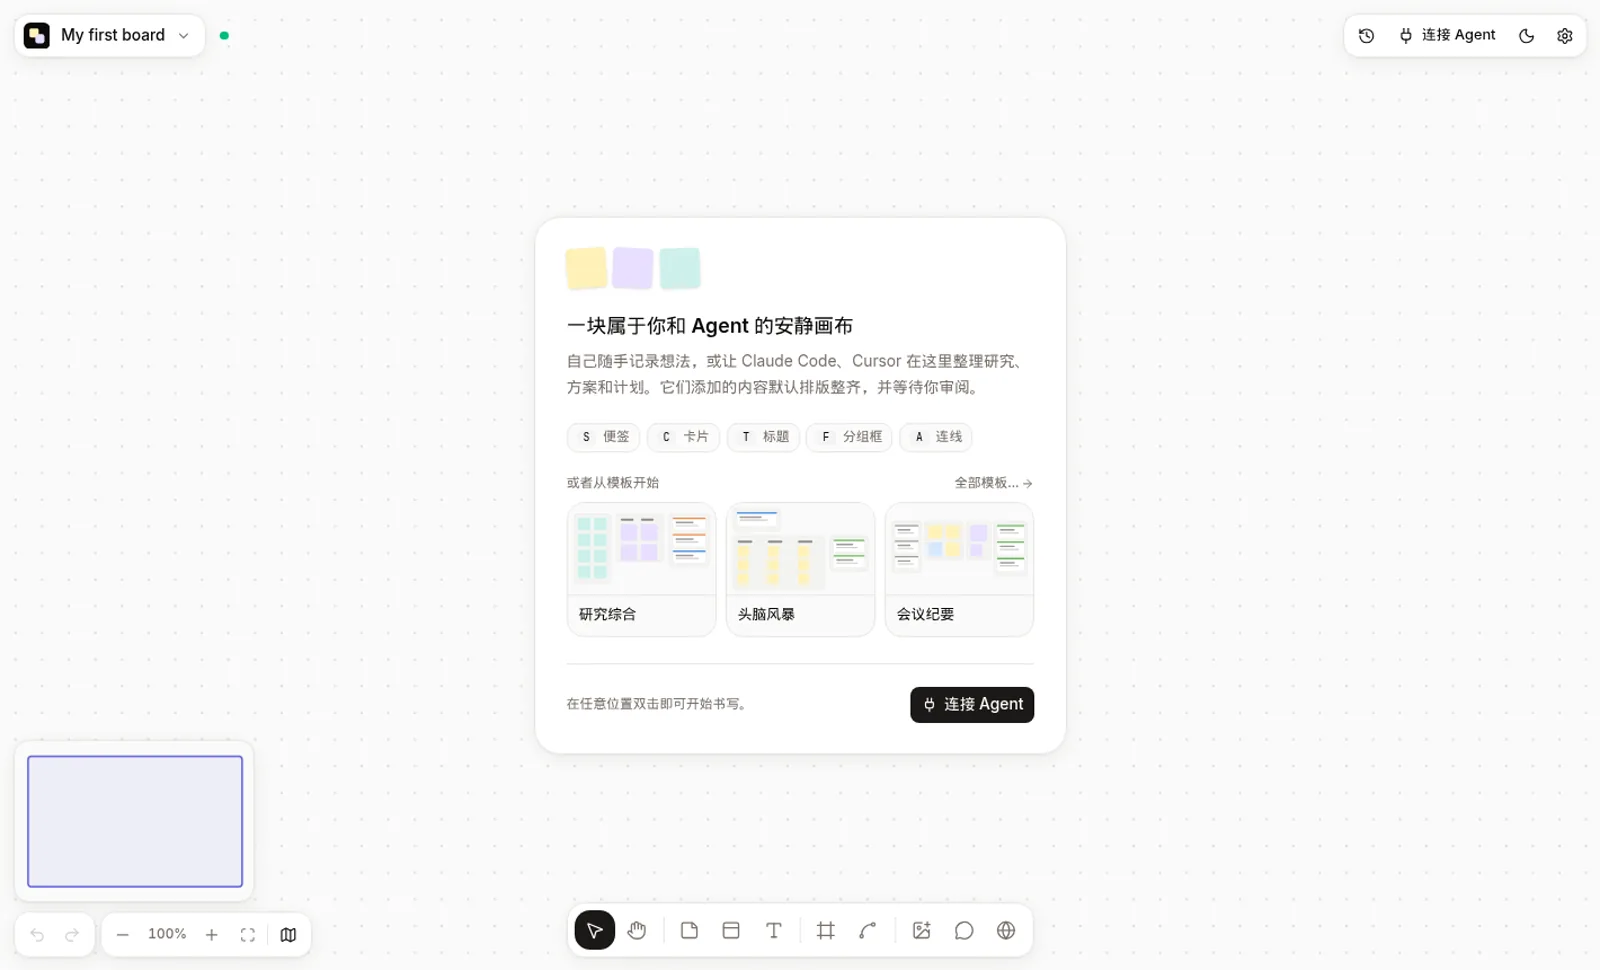 My first board
连接 Agent
一块属于你和 Agent 的安静画布
自己随手记录想法，或让 Claude Code、Cursor 在这里整理研究、
方案和计划。它们添加的内容默认排版整齐，并等待你审阅。
S 便签 C 卡片 T 标题 F 分组框 A 连线
或者从模板开始 全部模板... →
研究综合 头脑风暴 会议纪要
在任意位置双击即可开始书写。 连接 Agent
100%